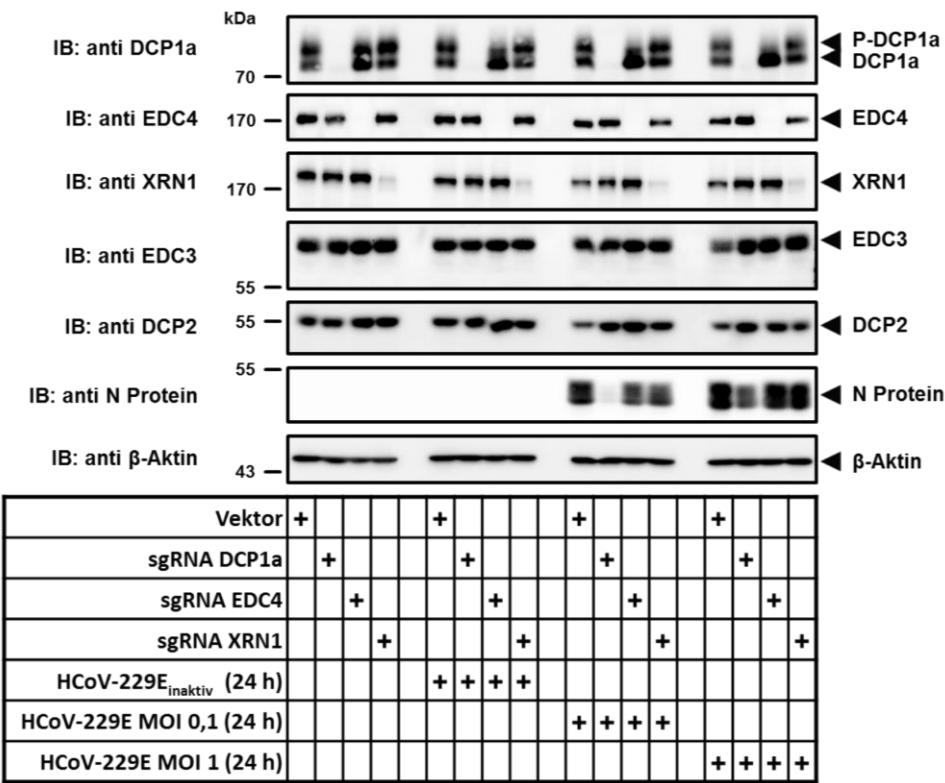 kDa
IB: anti DCP1a
P-DCP1a
DCP1a
70
IB: anti EDC4
170
EDC4
IB: anti XRN1
170
XRN1
IB: anti EDC3
EDC3
55
IB: anti DCP2
55
DCP2
55
IB: anti N Protein
N Protein
IB: anti β-Aktin
43
β-Aktin
Vektor + + + +
sgRNA DCP1a + + + +
sgRNA EDC4 + + + +
sgRNA XRN1 + + + +
HCoV-229Einaktiv (24 h) + + + +
HCoV-229E MOI 0,1 (24 h) + + + +
HCoV-229E MOI 1 (24 h) + + + +